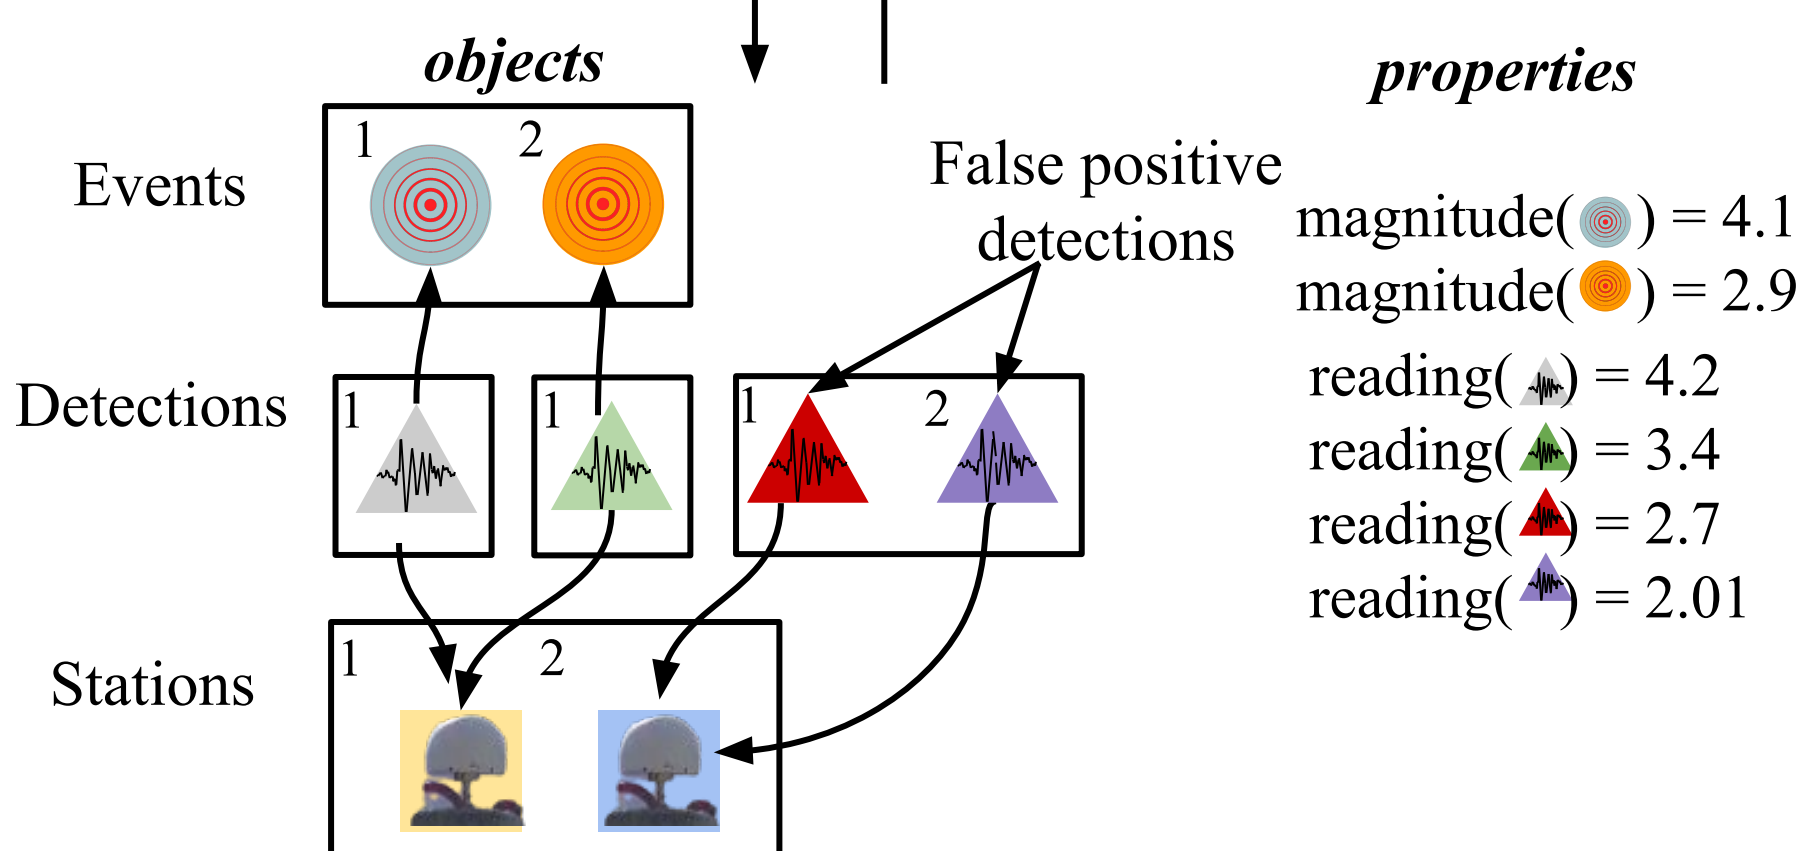 objects
properties
Events
1
2
False positive
detections
magnitude( ) = 4.1
magnitude( ) = 2.9
Detections
1
1
1
2
reading( ) = 4.2
reading( ) = 3.4
reading( ) = 2.7
reading( ) = 2.01
Stations
1
2